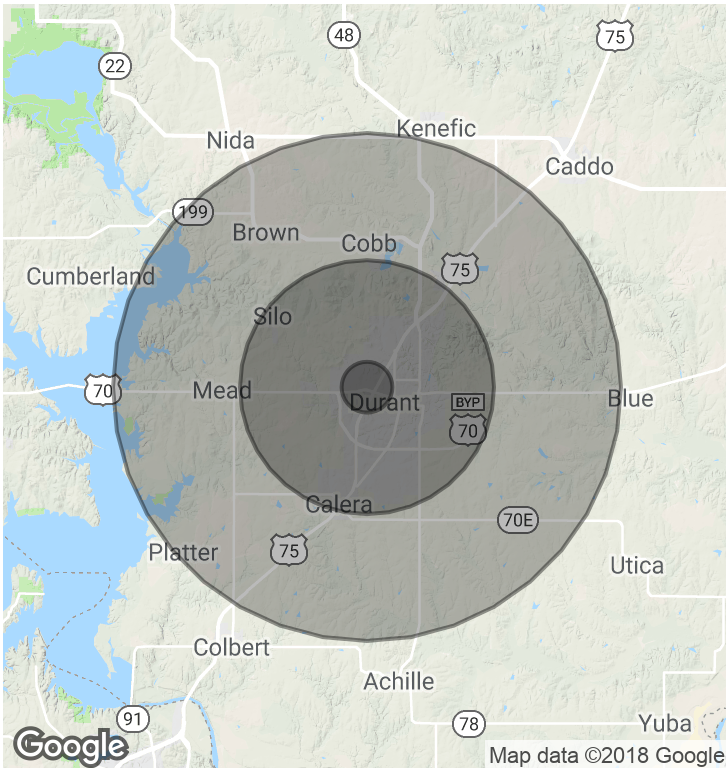 48
75
22
Kenefic
Nida
Caddo
199
Brown
Cobb
75
Cumberland
Silo
70
Mead
Durant
BYP
Blue
70
Calera
70E
75
Platter
Utica
Colbert
Achille
91
78
Yuba
Google
Map data ©2018 Google